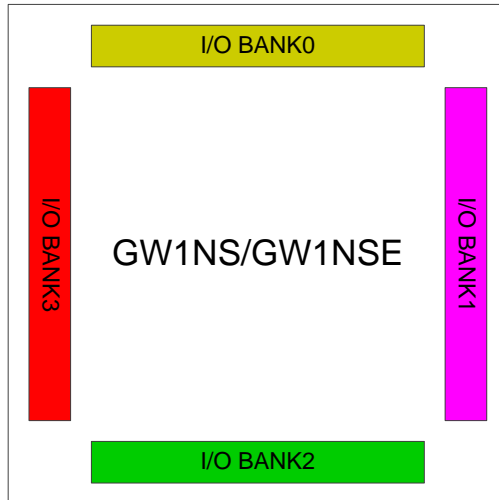 I/O BANK0
I/O BANK3
GW1NS/GW1NSE
I/O BANK1
I/O BANK2